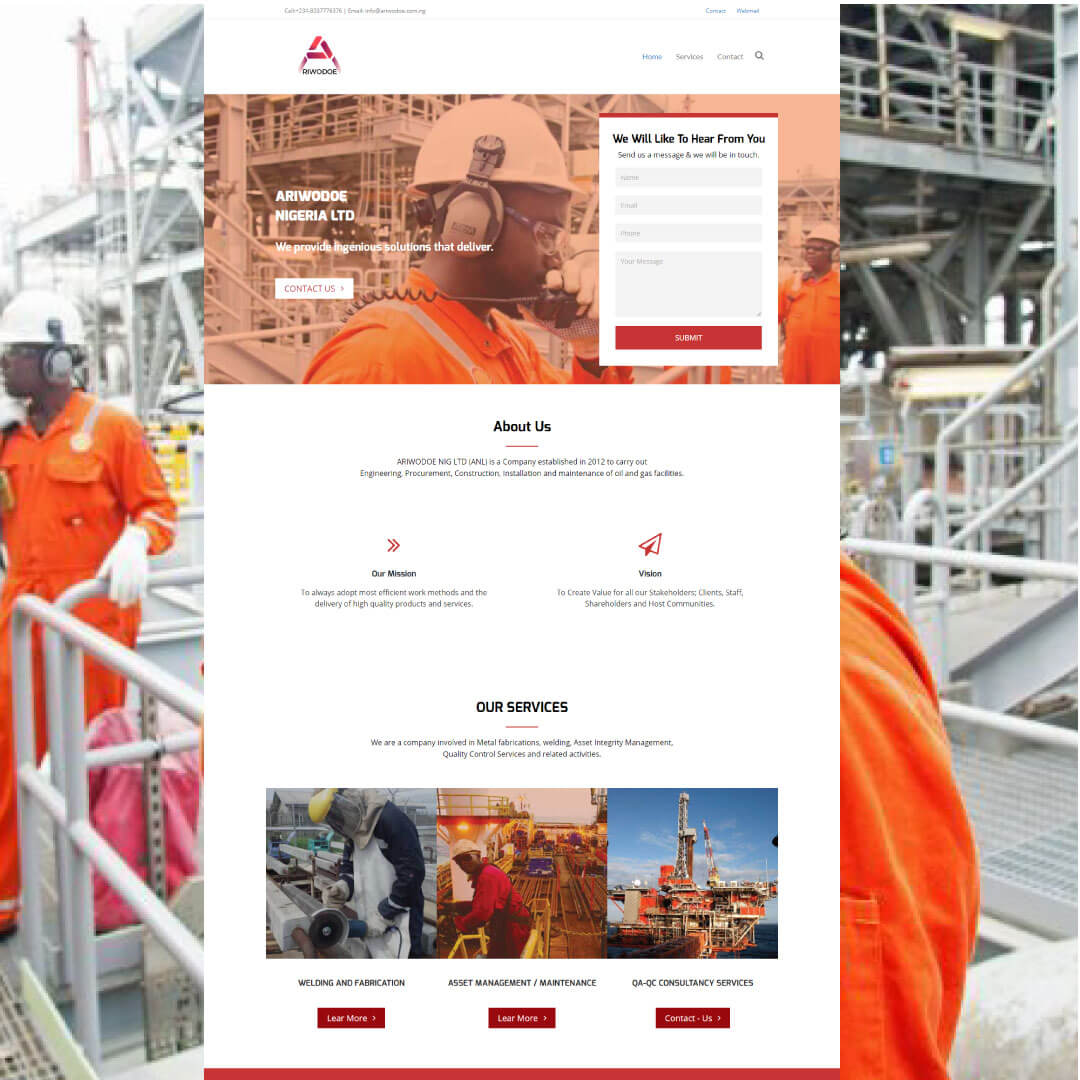 Call:+234-8037776376 | Email: info@ariwodoe.com.ng
Contact Webmail
RIWODOE
Home Services Contact
ARIWODOE
NIGERIA LTD
We provide ingenious solutions that deliver.
CONTACT US
We Will Like To Hear From You
Send us a message & we will be in touch.
Name
Email
Phone
Your Message
SUBMIT
About Us
ARIWODOE NIG LTD (ANL) is a Company established in 2012 to carry out
Engineering, Procurement, Construction, Installation and maintenance of oil and gas facilities.
Our Mission
To always adopt most efficient work methods and the
delivery of high quality products and services.
Vision
To Create Value for all our Stakeholders; Clients, Staff,
Shareholders and Host Communities.
OUR SERVICES
We are a company involved in Metal fabrications, welding, Asset Integrity Management,
Quality Control Services and related activities.
WELDING AND FABRICATION
ASSET MANAGEMENT / MAINTENANCE
QA-QC CONSULTANCY SERVICES
Lear More
Lear More
Contact - Us